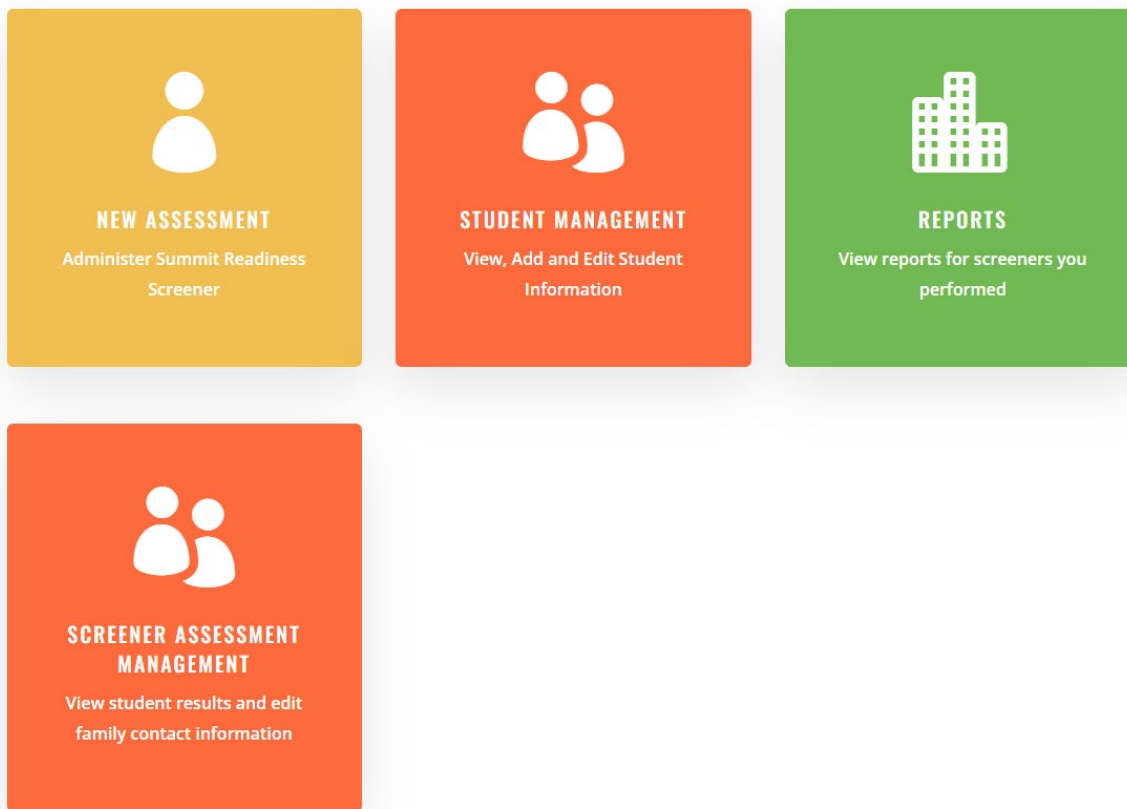 NEW ASSESSMENT
Administer Summit Readiness
Screener
STUDENT MANAGEMENT
View, Add and Edit Student
Information
REPORTS
View reports for screeners you
performed
SCREENER ASSESSMENT
MANAGEMENT
View student results and edit
family contact information